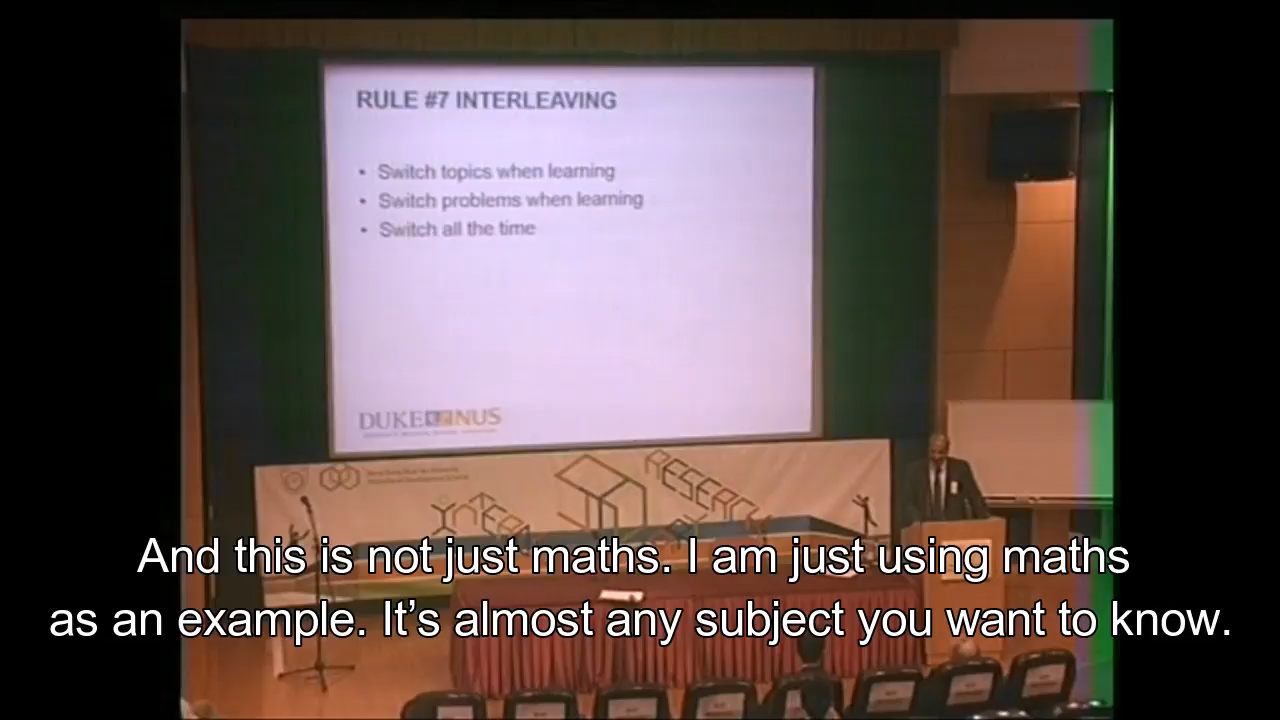 RULE #7 INTERLEAVING
• Switch topics when learning
• Switch problems when learning
• Switch all the time
DUKE NUS
RESEARCH
And this is not just maths. I am just using maths
as an example. It’s almost any subject you want to know.